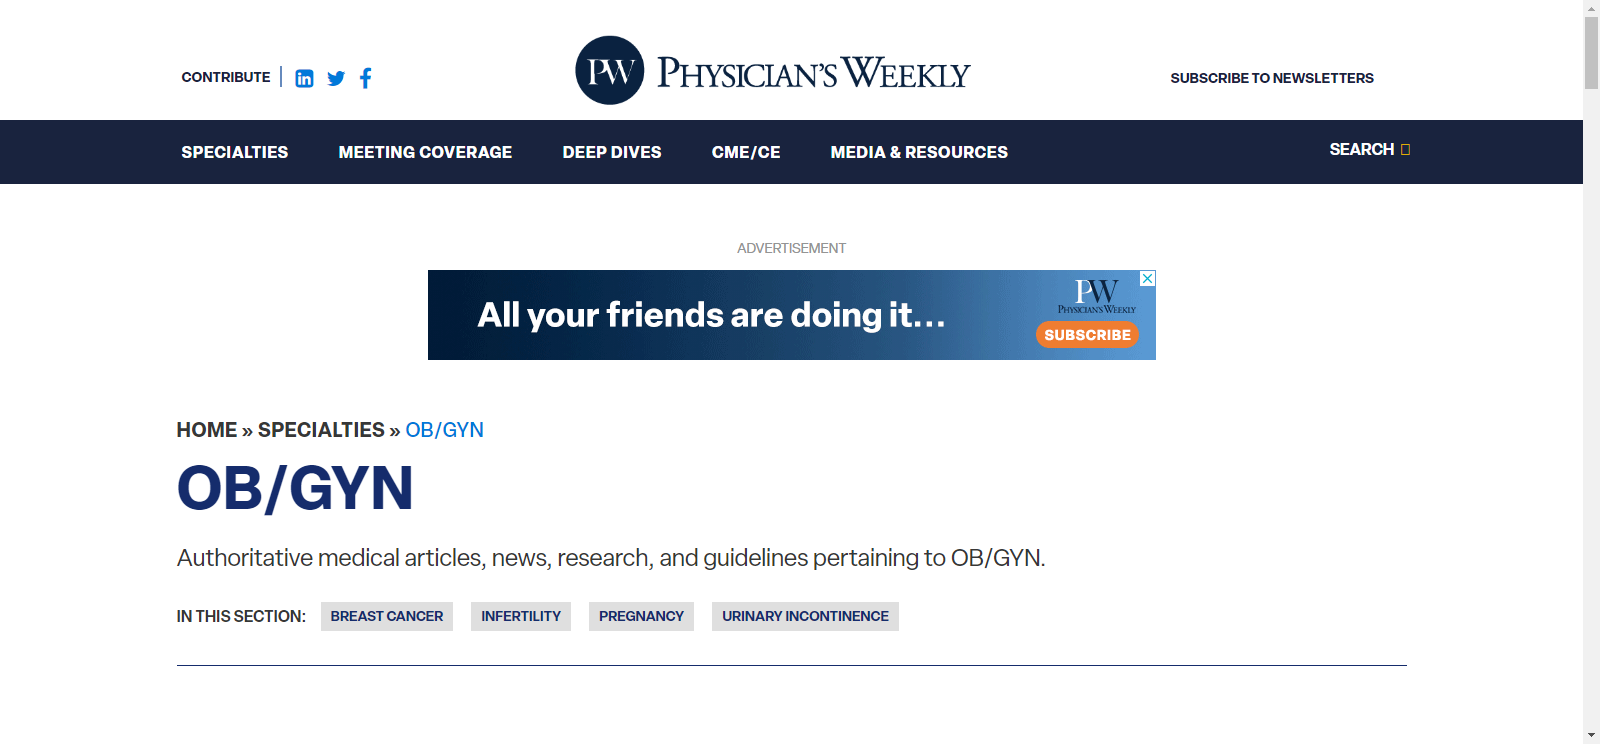 CONTRIBUTE
PW PHYSICIAN'S WEEKLY
SUBSCRIBE TO NEWSLETTERS
SPECIALTIES MEETING COVERAGE DEEP DIVES CME/CE MEDIA & RESOURCES SEARCH
ADVERTISEMENT
All your friends are doing it...
PW
PHYSICIAN'S WEEKLY
SUBSCRIBE
HOME » SPECIALTIES » OB/GYN
OB/GYN
Authoritative medical articles, news, research, and guidelines pertaining to OB/GYN.
IN THIS SECTION: BREAST CANCER INFERTILITY PREGNANCY URINARY INCONTINENCE